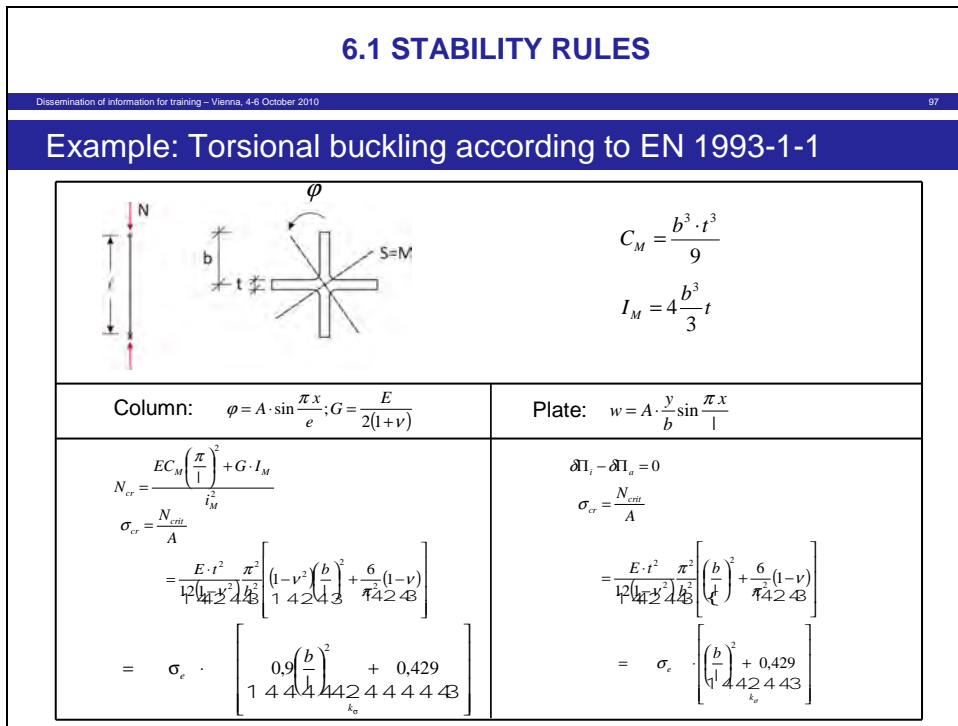 6.1 STABILITY RULES
Dissemination of information for training – Vienna, 4-6 October 2010 97
Example: Torsional buckling according to EN 1993-1-1
φ
N
b
S=M
t
ℓ
C_M = b³ · t³ / 9
I_M = 4 b³/3 t
Column: φ = A · sin πx/e ; G = E / 2(1+ν)
Plate: w = A · y/b sin πx/l
N_cr = (EC_M (π/l)² + G · I_M) / i_M²
σ_cr = N_crit / A
= E · t² / 12(1−ν²) π²/b² [(1−ν²)(b/l)² + 6/π² (1−ν)]
= σ_e · [0,9(b/l)² + 0,429]
k_σ
δΠ_i − δΠ_a = 0
σ_cr = N_crit / A
= E · t² / 12(1−ν²) π²/b² [(b/l)² + 6/π² (1−ν)]
= σ_e · [(b/l)² + 0,429]
k_σ